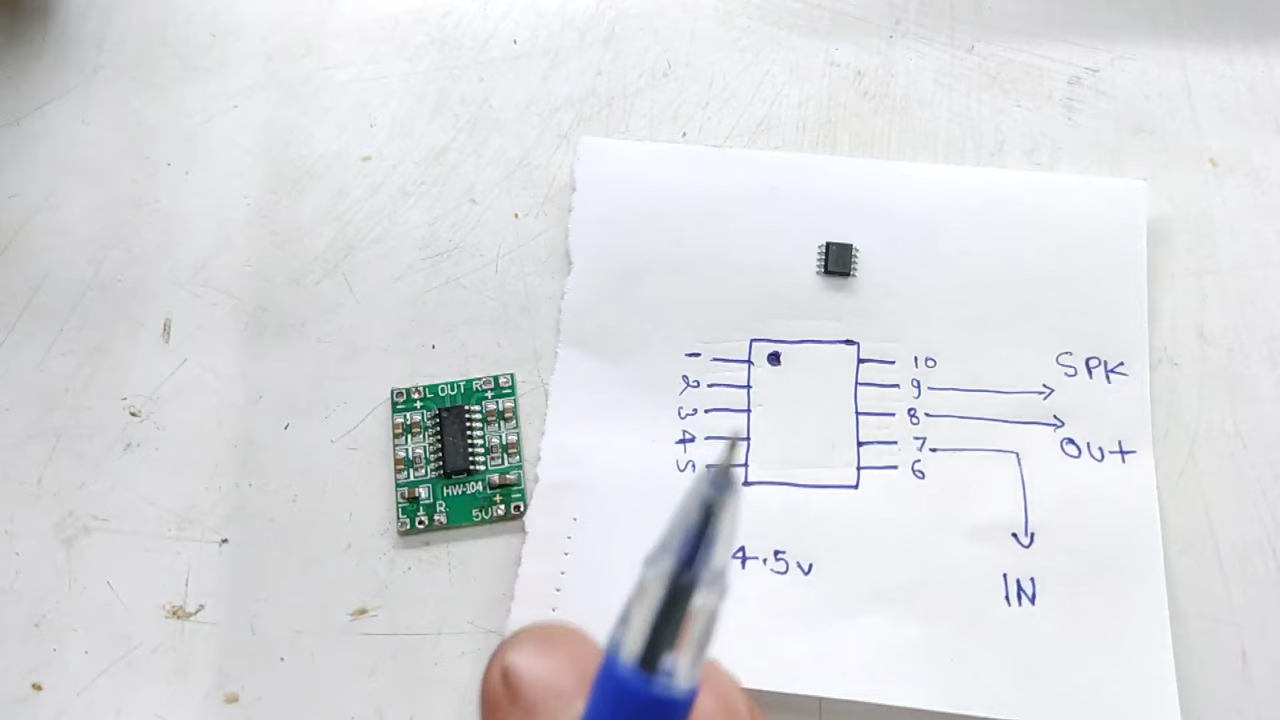 L OUT R
- + + -
HW-104
L ⊥ R
5V + -
1 10
2 9
3 8
4 7
5 6
SPK
OUt
IN
4.5v